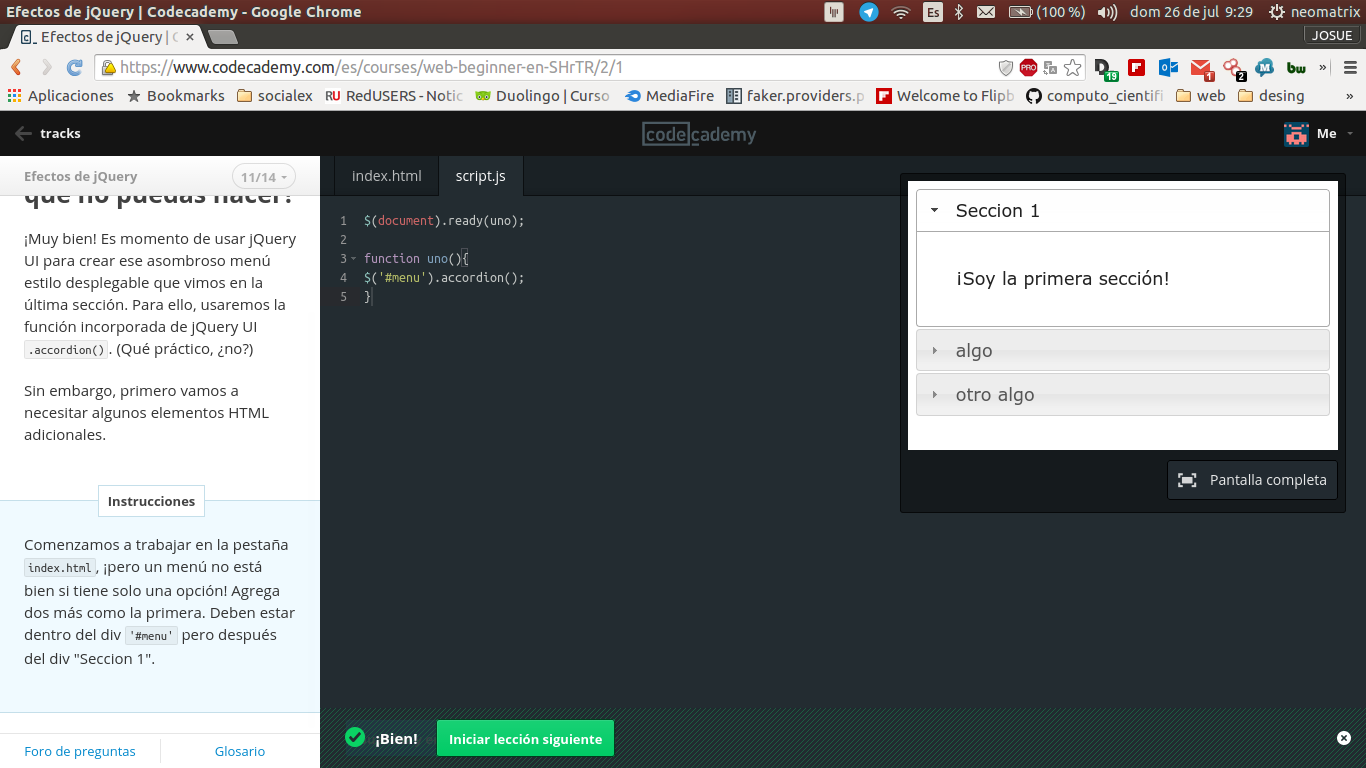 Efectos de jQuery | Codecademy - Google Chrome
Es
(100 %)
dom 26 de jul 9:29
neomatrix
Efectos de jQuery |
JOSUE
https://www.codecademy.com/es/courses/web-beginner-en-SHrTR/2/1
PRO
19
1
2
bw
»
Aplicaciones
Bookmarks
socialex
RU RedUSERS - Notic
Duolingo | Curso
MediaFire
faker.providers.p
Welcome to Flipb
computo_cientifi
web
desing
»
tracks
codecademy
Me
Efectos de jQuery
11/14
que no puedas hacer!
¡Muy bien! Es momento de usar jQuery
UI para crear ese asombroso menú
estilo desplegable que vimos en la
última sección. Para ello, usaremos la
función incorporada de jQuery UI
.accordion(). (Qué práctico, ¿no?)
Sin embargo, primero vamos a
necesitar algunos elementos HTML
adicionales.
Instrucciones
Comenzamos a trabajar en la pestaña
index.html, ¡pero un menú no está
bien si tiene solo una opción! Agrega
dos más como la primera. Deben estar
dentro del div '#menu' pero después
del div "Seccion 1".
Foro de preguntas
Glosario
index.html
script.js
1 $(document).ready(uno);
2
3 function uno(){
4 $('#menu').accordion();
5 }
Seccion 1
¡Soy la primera sección!
algo
otro algo
Pantalla completa
¡Bien!
Iniciar lección siguiente